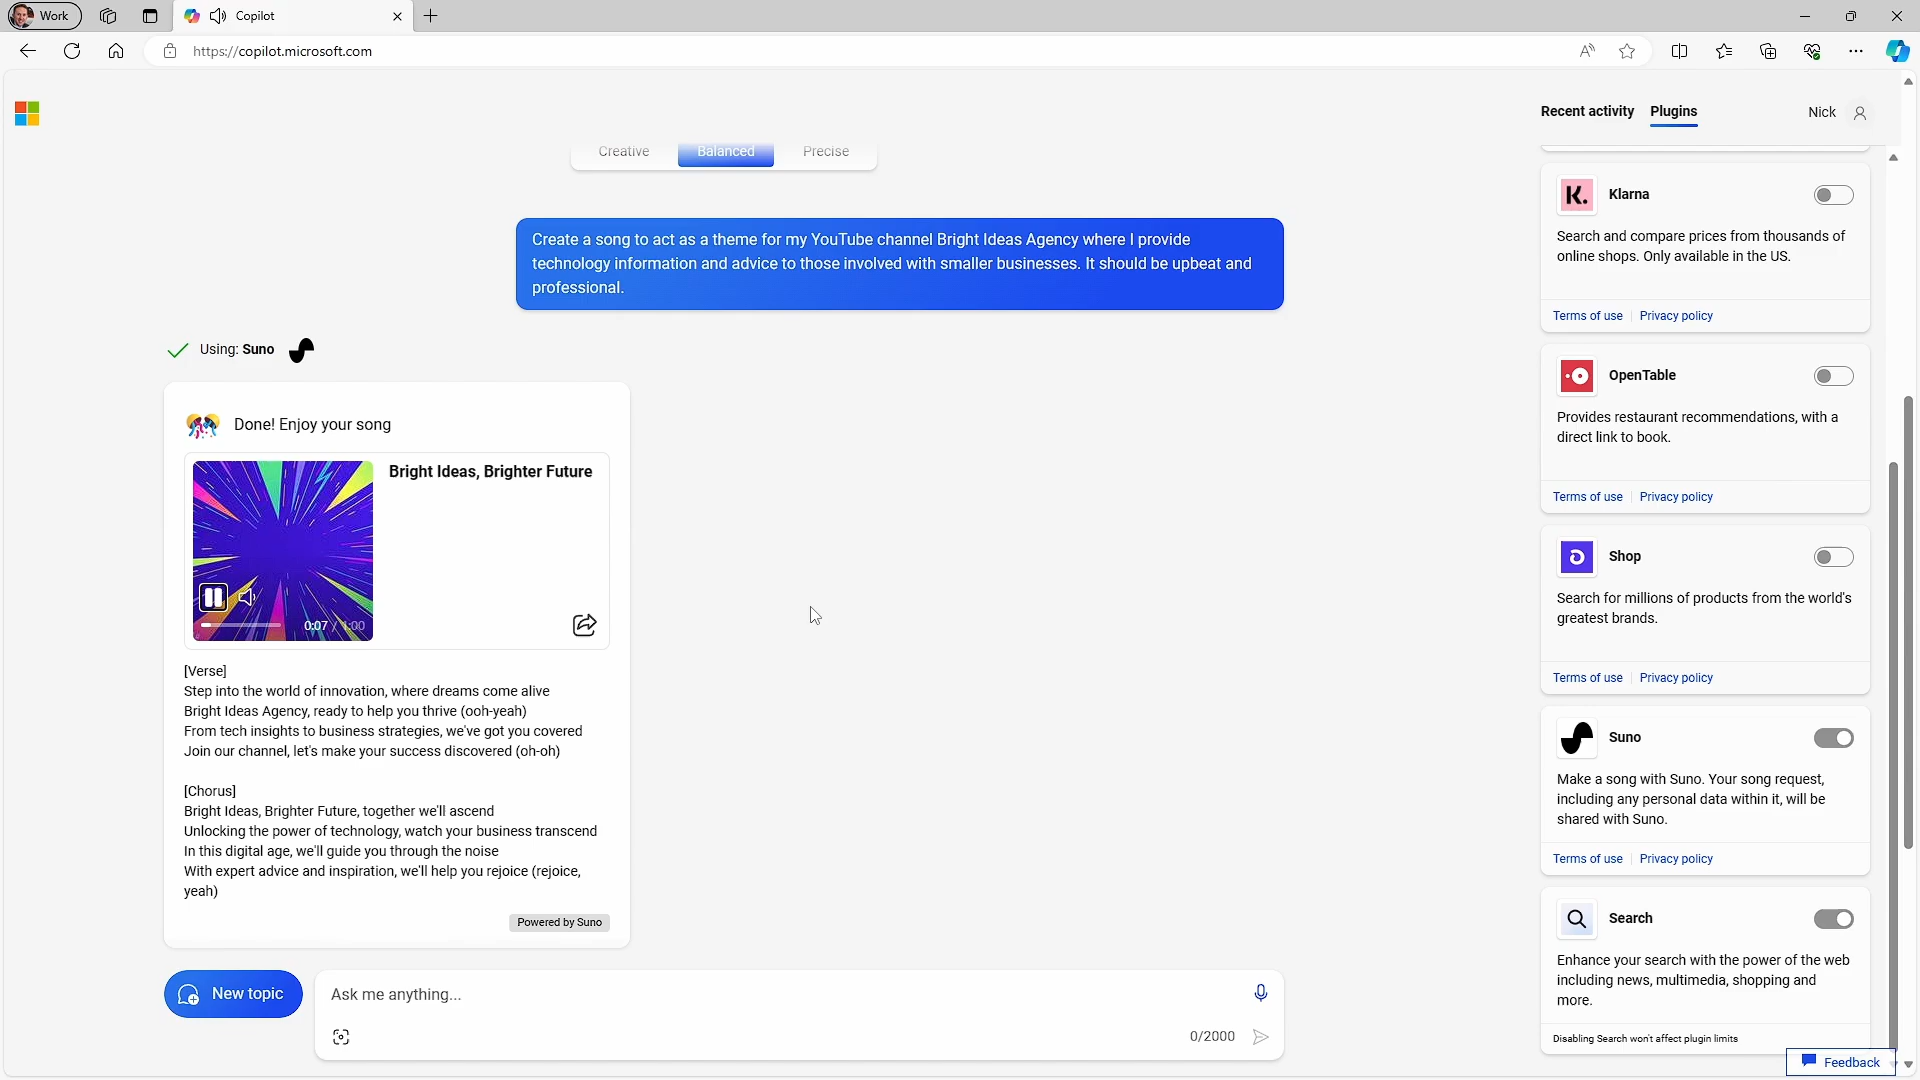 Work
Copilot
https://copilot.microsoft.com
Recent activity
Plugins
Nick
Creative
Balanced
Precise
Create a song to act as a theme for my YouTube channel Bright Ideas Agency where I provide
technology information and advice to those involved with smaller businesses. It should be upbeat and
professional.
Using: Suno
Done! Enjoy your song
Bright Ideas, Brighter Future
0:07 / 1:00
[Verse]
Step into the world of innovation, where dreams come alive
Bright Ideas Agency, ready to help you thrive (ooh-yeah)
From tech insights to business strategies, we've got you covered
Join our channel, let's make your success discovered (oh-oh)
[Chorus]
Bright Ideas, Brighter Future, together we'll ascend
Unlocking the power of technology, watch your business transcend
In this digital age, we'll guide you through the noise
With expert advice and inspiration, we'll help you rejoice (rejoice,
yeah)
Powered by Suno
New topic
Ask me anything...
0/2000
K.
Klarna
Search and compare prices from thousands of
online shops. Only available in the US.
Terms of use
Privacy policy
OpenTable
Provides restaurant recommendations, with a
direct link to book.
Terms of use
Privacy policy
Shop
Search for millions of products from the world's
greatest brands.
Terms of use
Privacy policy
Suno
Make a song with Suno. Your song request,
including any personal data within it, will be
shared with Suno.
Terms of use
Privacy policy
Search
Enhance your search with the power of the web
including news, multimedia, shopping and
more.
Disabling Search won't affect plugin limits
Feedback